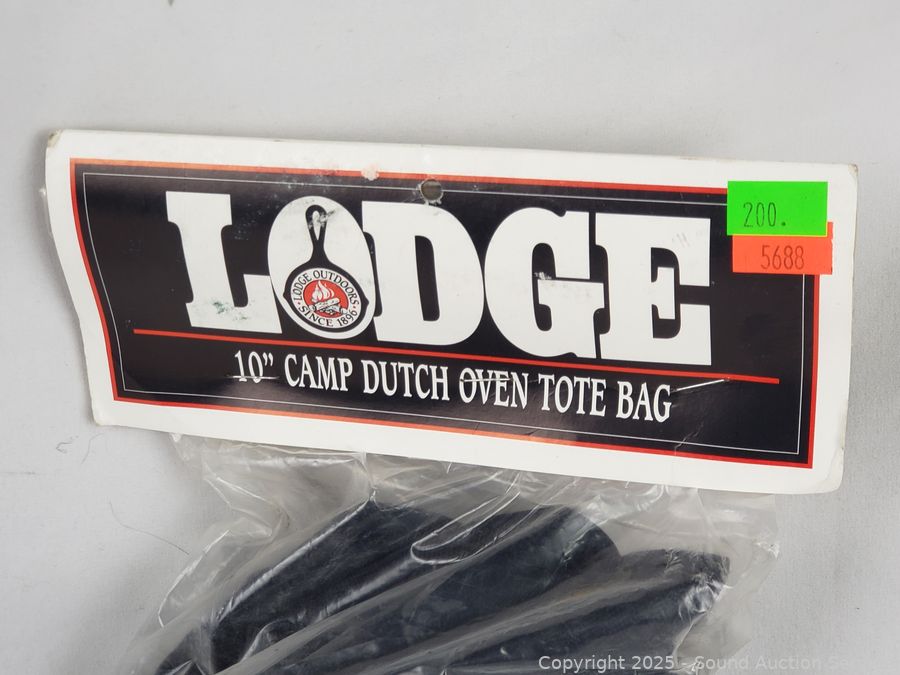 LODGE
LODGE OUTDOORS
SINCE 1896
10” CAMP DUTCH OVEN TOTE BAG
200.
5688
Copyright 2025 - Sound Auction Se